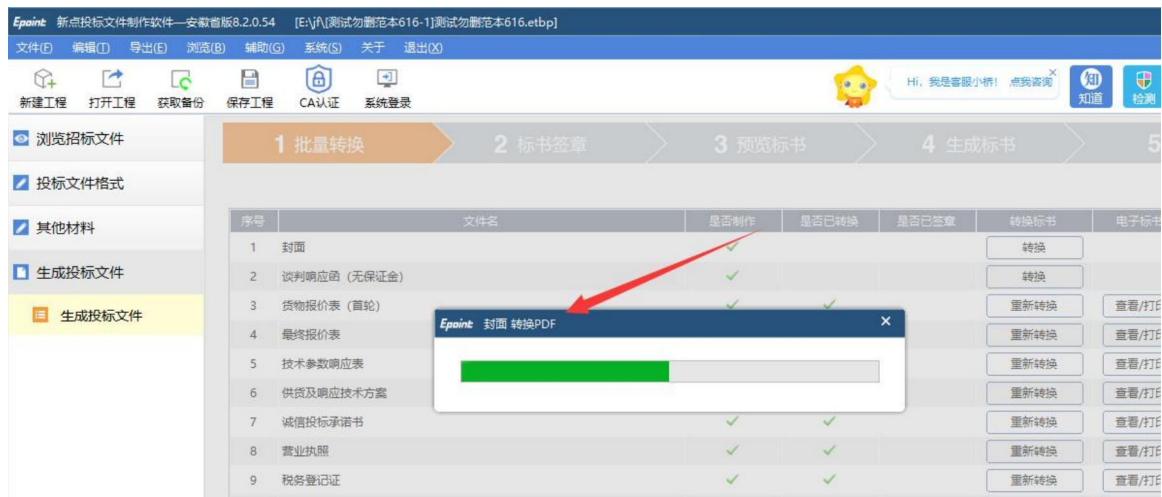 Epoint 新点投标文件制作软件—安徽省版8.2.0.54 [E:\jf\[测试勿删范本616-1]测试勿删范本616.etbp]
文件(F) 编辑(T) 导出(E) 浏览(B) 辅助(G) 系统(S) 关于 退出(X)
新建工程 打开工程 获取备份 保存工程 CA认证 系统登录 Hi，我是客服小桥！ 点我咨询 知 知道 检测
浏览招标文件
投标文件格式
其他材料
生成投标文件
生成投标文件
1 批量转换 2 标书签章 3 预览标书 4 生成标书 5
序号 文件名 是否制作 是否已转换 是否已签章 转换标书 电子标书
1 封面 转换
2 谈判响应函（无保证金） 转换
3 货物报价表（首轮） 重新转换 查看/打印
4 最终报价表 重新转换 查看/打印
5 技术参数响应表 重新转换 查看/打印
6 供货及响应技术方案 重新转换 查看/打印
7 诚信投标承诺书 重新转换 查看/打印
8 营业执照 重新转换 查看/打印
9 税务登记证 重新转换 查看/打印
Epoint 封面 转换PDF